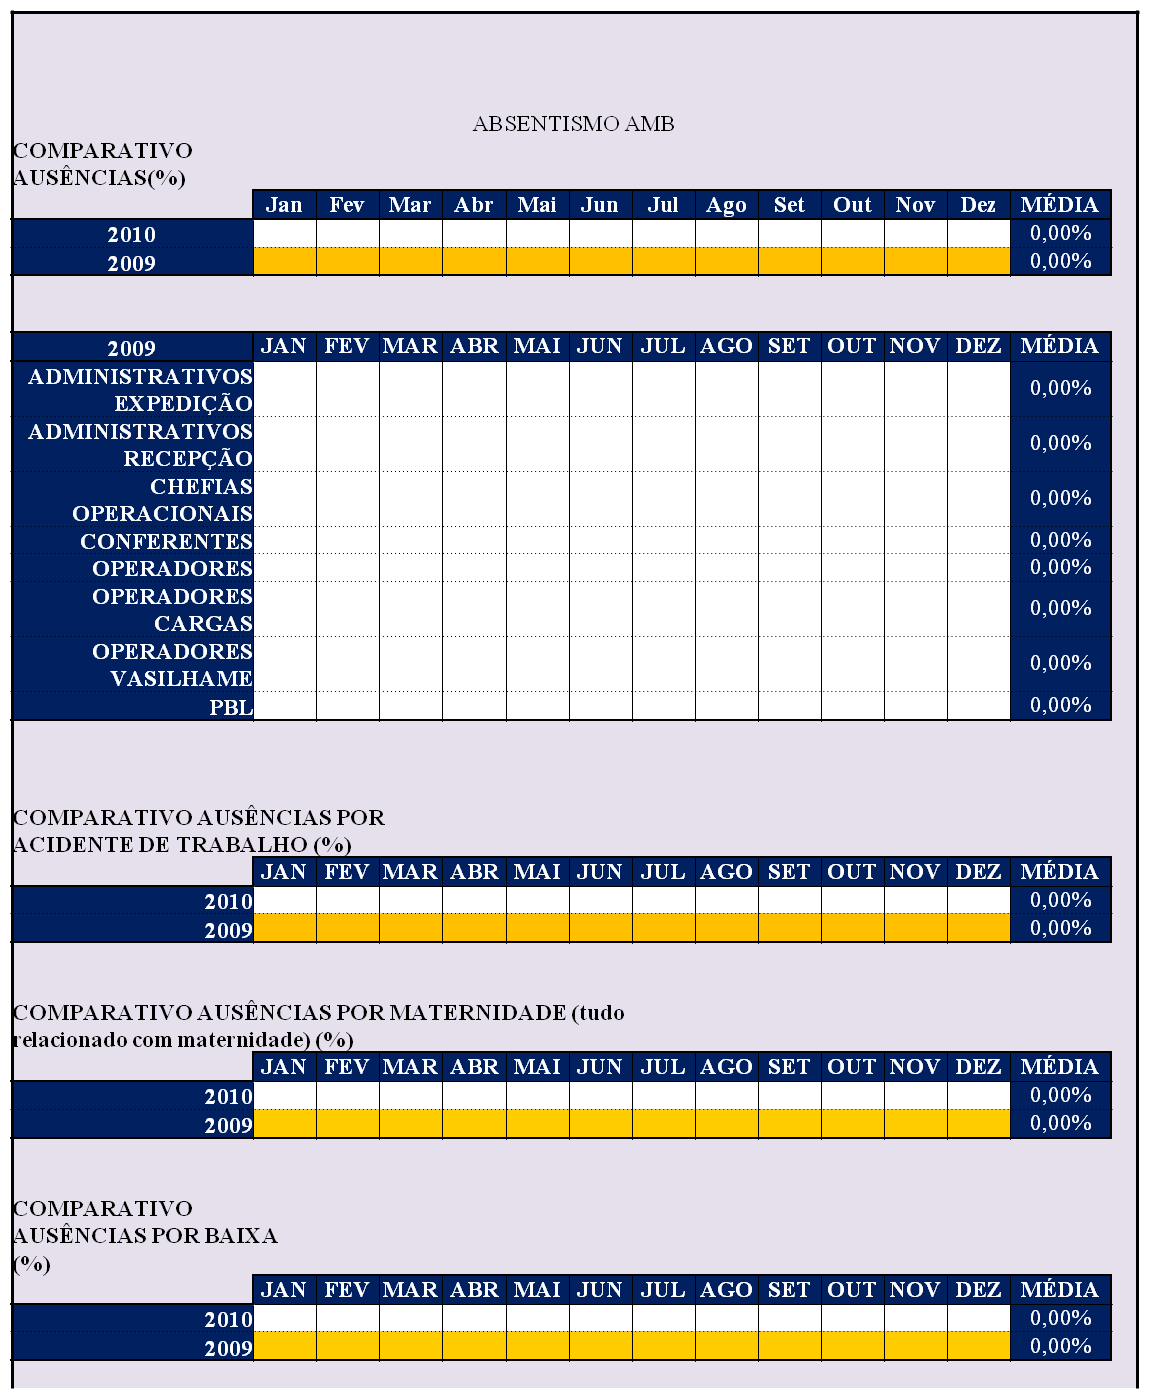 ABSENTISMO AMB
COMPARATIVO
AUSÊNCIAS(%)
Jan Fev Mar Abr Mai Jun Jul Ago Set Out Nov Dez MÉDIA
2010 0,00%
2009 0,00%
2009 JAN FEV MAR ABR MAI JUN JUL AGO SET OUT NOV DEZ MÉDIA
ADMINISTRATIVOS
EXPEDIÇÃO 0,00%
ADMINISTRATIVOS
RECEPÇÃO 0,00%
CHEFIAS
OPERACIONAIS 0,00%
CONFERENTES 0,00%
OPERADORES 0,00%
OPERADORES
CARGAS 0,00%
OPERADORES
VASILHAME 0,00%
PBL 0,00%
COMPARATIVO AUSÊNCIAS POR
ACIDENTE DE TRABALHO (%)
JAN FEV MAR ABR MAI JUN JUL AGO SET OUT NOV DEZ MÉDIA
2010 0,00%
2009 0,00%
COMPARATIVO AUSÊNCIAS POR MATERNIDADE (tudo
relacionado com maternidade) (%)
JAN FEV MAR ABR MAI JUN JUL AGO SET OUT NOV DEZ MÉDIA
2010 0,00%
2009 0,00%
COMPARATIVO
AUSÊNCIAS POR BAIXA
(%)
JAN FEV MAR ABR MAI JUN JUL AGO SET OUT NOV DEZ MÉDIA
2010 0,00%
2009 0,00%